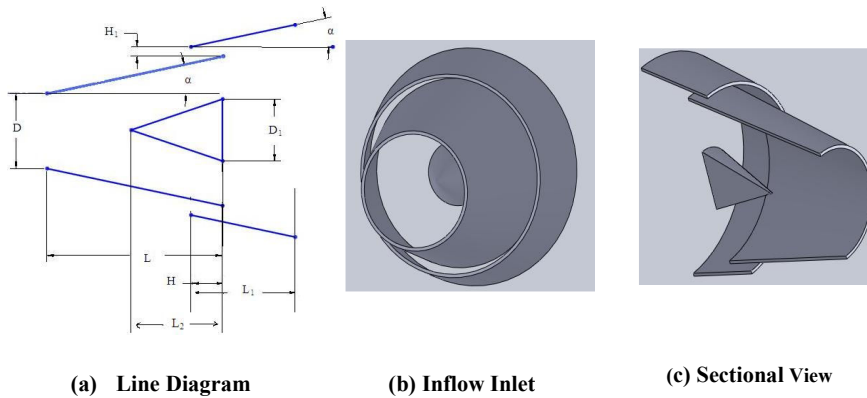 H₁
α
α
D
D₁
L
H
L₁
L₂
(a) Line Diagram
(b) Inflow Inlet
(c) Sectional View